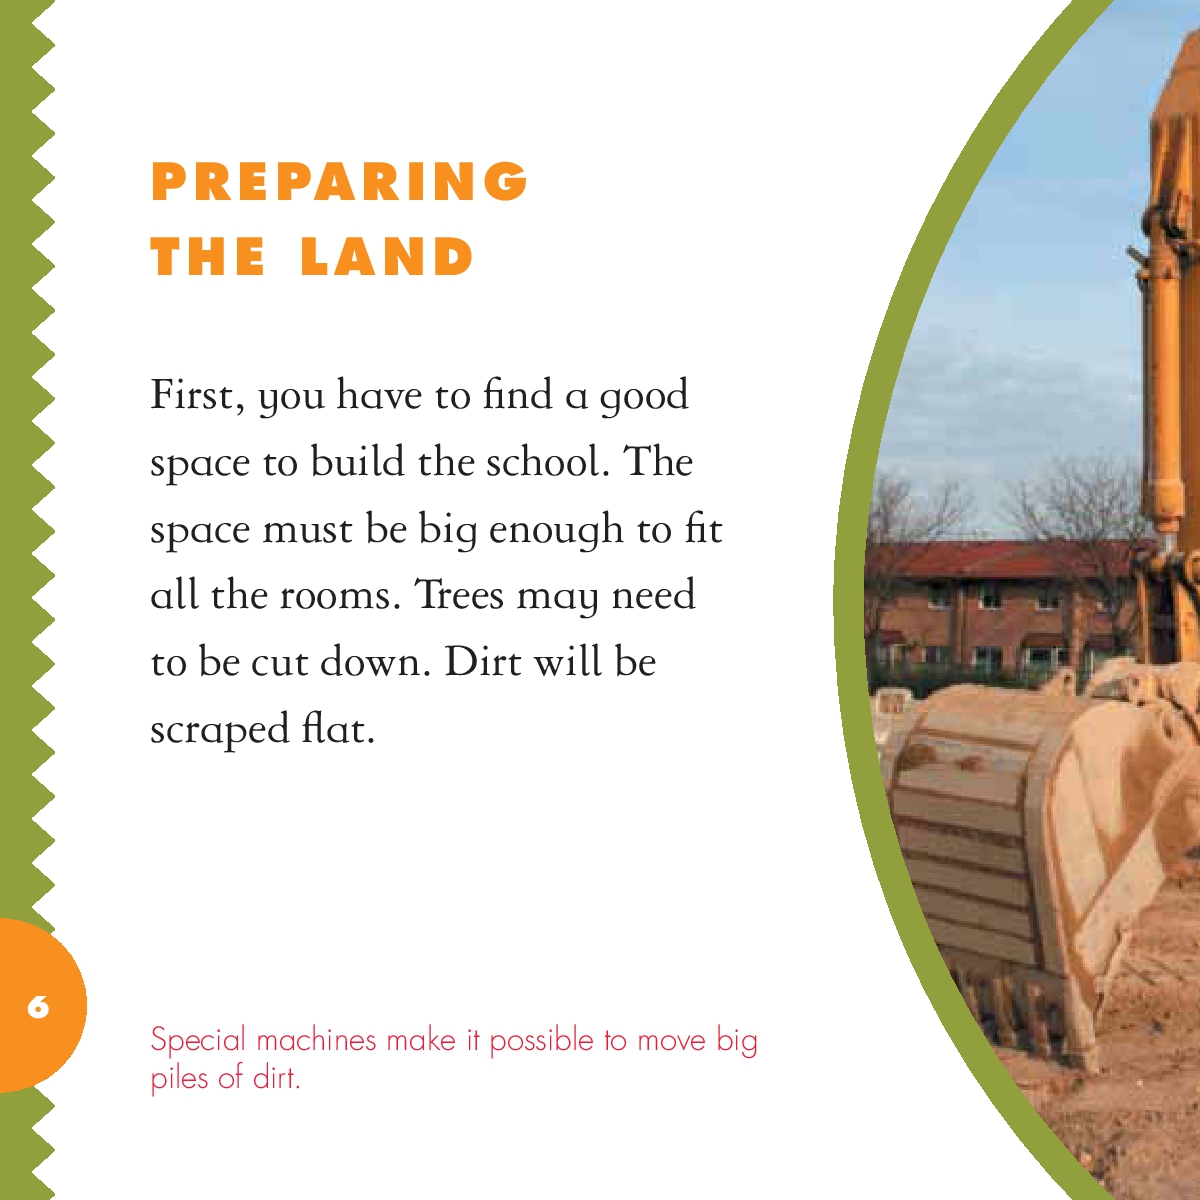 PREPARING
THE LAND
First, you have to find a good
space to build the school. The
space must be big enough to fit
all the rooms. Trees may need
to be cut down. Dirt will be
scraped flat.
6
Special machines make it possible to move big
piles of dirt.